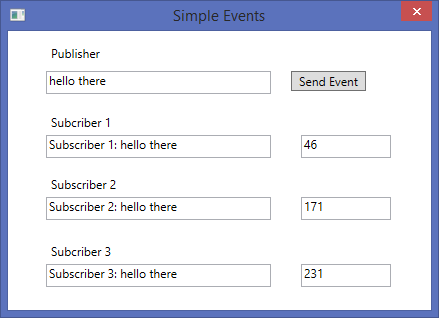 Simple Events
Publisher
hello there
Send Event
Subcriber 1
Subscriber 1: hello there
46
Subscriber 2
Subscriber 2: hello there
171
Subcriber 3
Subscriber 3: hello there
231